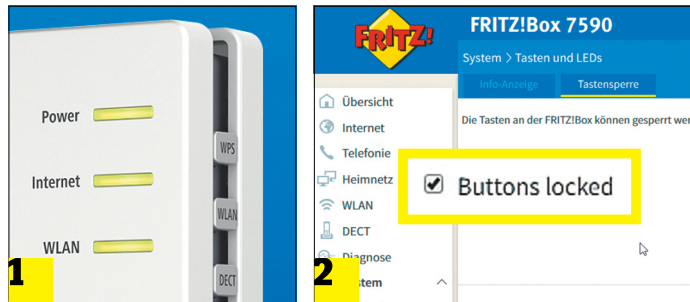 Power
WPS
Internet
WLAN
WLAN
DECT
1
FRITZ!
FRITZ!Box 7590
System > Tasten und LEDs
Info-Anzeige
Tastensperre
Übersicht
Internet
Telefonie
Heimnetz
WLAN
DECT
Diagnose
stem
Die Tasten an der FRITZ!Box können gesperrt wer
Buttons locked
2